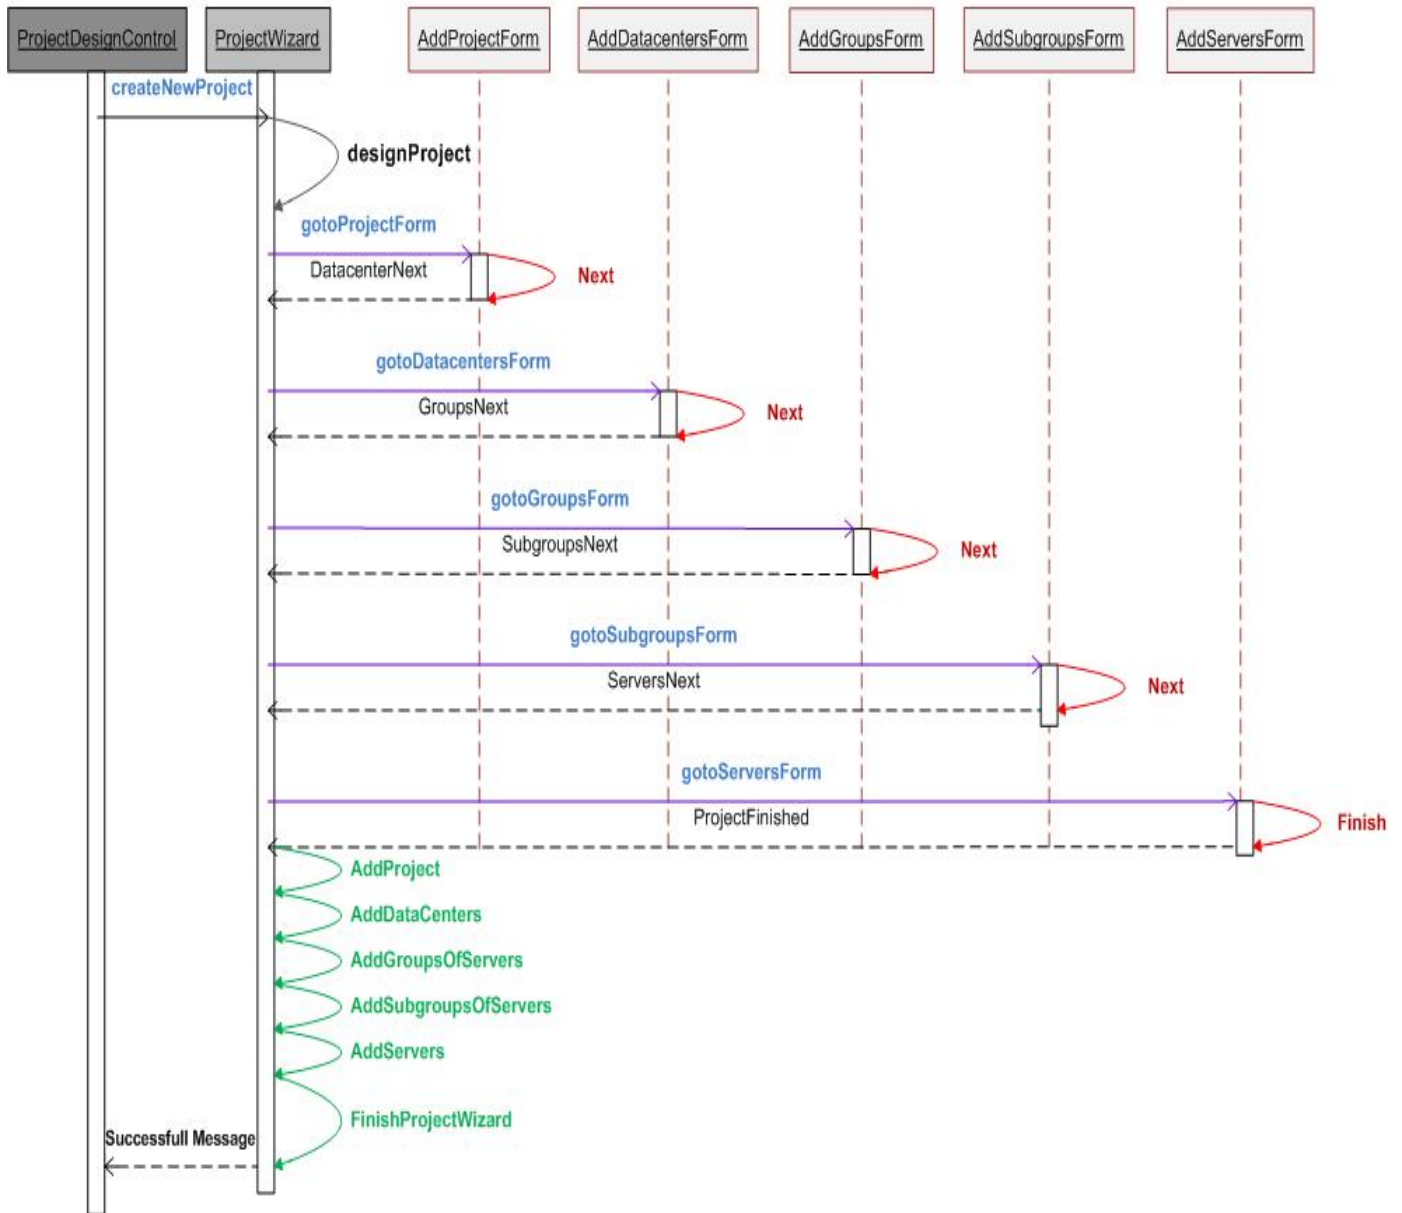 ProjectDesignControl
ProjectWizard
AddProjectForm
AddDatacentersForm
AddGroupsForm
AddSubgroupsForm
AddServersForm
createNewProject
designProject
gotoProjectForm
DatacenterNext
Next
gotoDatacentersForm
GroupsNext
Next
gotoGroupsForm
SubgroupsNext
Next
gotoSubgroupsForm
ServersNext
Next
gotoServersForm
ProjectFinished
Finish
AddProject
AddDataCenters
AddGroupsOfServers
AddSubgroupsOfServers
AddServers
FinishProjectWizard
Successfull Message